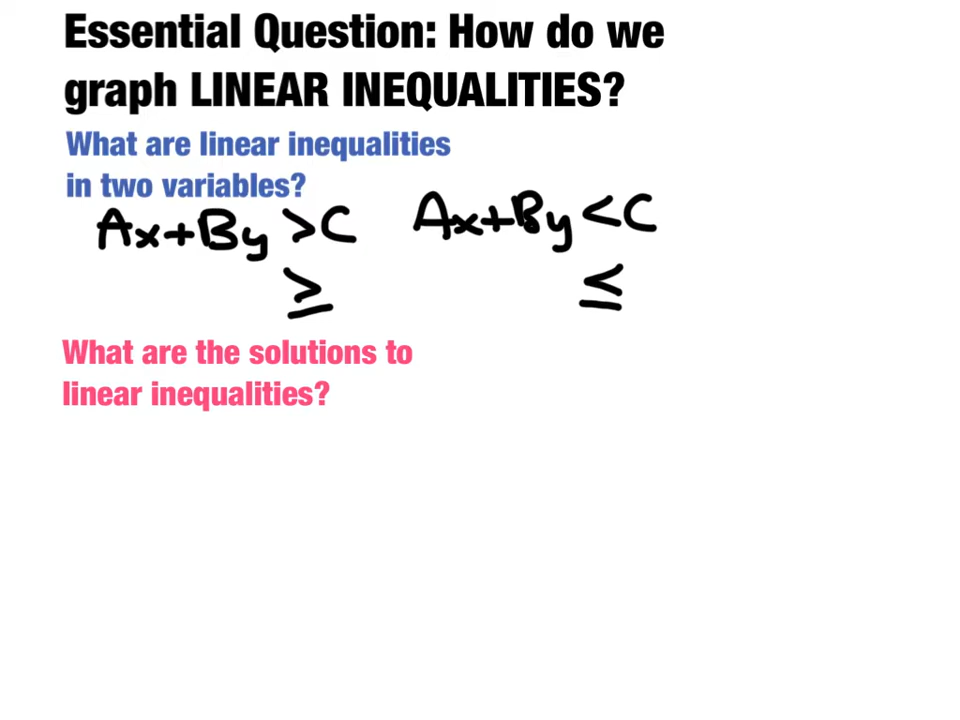 Essential Question: How do we
graph LINEAR INEQUALITIES?
What are linear inequalities
in two variables?
Ax+By >C Ax+By <C
≥ ≤
What are the solutions to
linear inequalities?